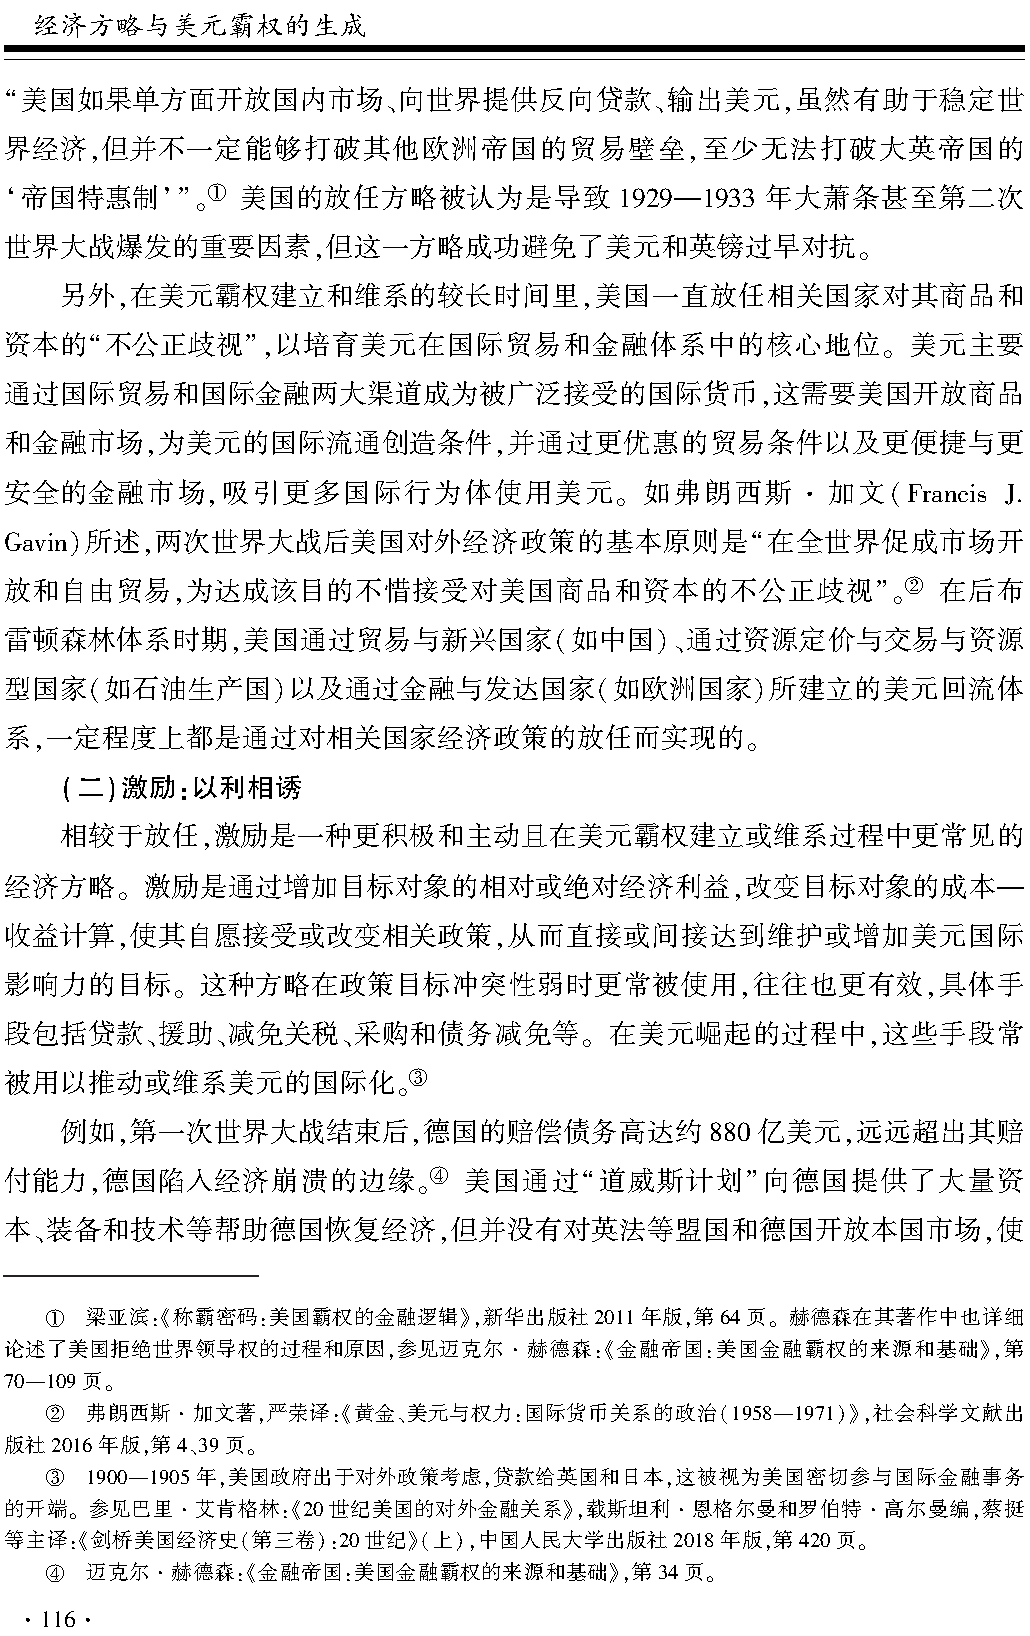 经济方略与美元霸权的生成
“美国如果单方面开放国内市场、向世界提供反向贷款、输出美元,虽然有助于稳定世
界经济,但并不一定能够打破其他欧洲帝国的贸易壁垒,至少无法打破大英帝国的
‘帝国特惠制’”。① 美国的放任方略被认为是导致 1929—1933 年大萧条甚至第二次
世界大战爆发的重要因素,但这一方略成功避免了美元和英镑过早对抗。
另外,在美元霸权建立和维系的较长时间里,美国一直放任相关国家对其商品和
资本的“不公正歧视”,以培育美元在国际贸易和金融体系中的核心地位。美元主要
通过国际贸易和国际金融两大渠道成为被广泛接受的国际货币,这需要美国开放商品
和金融市场,为美元的国际流通创造条件,并通过更优惠的贸易条件以及更便捷与更
安全的金融市场,吸引更多国际行为体使用美元。如弗朗西斯·加文(Francis J.
Gavin)所述,两次世界大战后美国对外经济政策的基本原则是“在全世界促成市场开
放和自由贸易,为达成该目的不惜接受对美国商品和资本的不公正歧视”。② 在后布
雷顿森林体系时期,美国通过贸易与新兴国家(如中国)、通过资源定价与交易与资源
型国家(如石油生产国)以及通过金融与发达国家(如欧洲国家)所建立的美元回流体
系,一定程度上都是通过对相关国家经济政策的放任而实现的。
(二)激励:以利相诱
相较于放任,激励是一种更积极和主动且在美元霸权建立或维系过程中更常见的
经济方略。激励是通过增加目标对象的相对或绝对经济利益,改变目标对象的成本—
收益计算,使其自愿接受或改变相关政策,从而直接或间接达到维护或增加美元国际
影响力的目标。这种方略在政策目标冲突性弱时更常被使用,往往也更有效,具体手
段包括贷款、援助、减免关税、采购和债务减免等。在美元崛起的过程中,这些手段常
被用以推动或维系美元的国际化。③
例如,第一次世界大战结束后,德国的赔偿债务高达约 880 亿美元,远远超出其赔
付能力,德国陷入经济崩溃的边缘。④ 美国通过“道威斯计划”向德国提供了大量资
本、装备和技术等帮助德国恢复经济,但并没有对英法等盟国和德国开放本国市场,使
① 梁亚滨:《称霸密码:美国霸权的金融逻辑》,新华出版社 2011 年版,第 64 页。赫德森在其著作中也详细
论述了美国拒绝世界领导权的过程和原因,参见迈克尔·赫德森:《金融帝国:美国金融霸权的来源和基础》,第
70—109 页。
② 弗朗西斯·加文著,严荣译:《黄金、美元与权力:国际货币关系的政治(1958—1971)》,社会科学文献出
版社 2016 年版,第 4、39 页。
③ 1900—1905 年,美国政府出于对外政策考虑,贷款给英国和日本,这被视为美国密切参与国际金融事务
的开端。参见巴里·艾肯格林:《20 世纪美国的对外金融关系》,载斯坦利·恩格尔曼和罗伯特·高尔曼编,蔡挺
等主译:《剑桥美国经济史(第三卷):20 世纪》(上),中国人民大学出版社 2018 年版,第 420 页。
④ 迈克尔·赫德森:《金融帝国:美国金融霸权的来源和基础》,第 34 页。
·116·